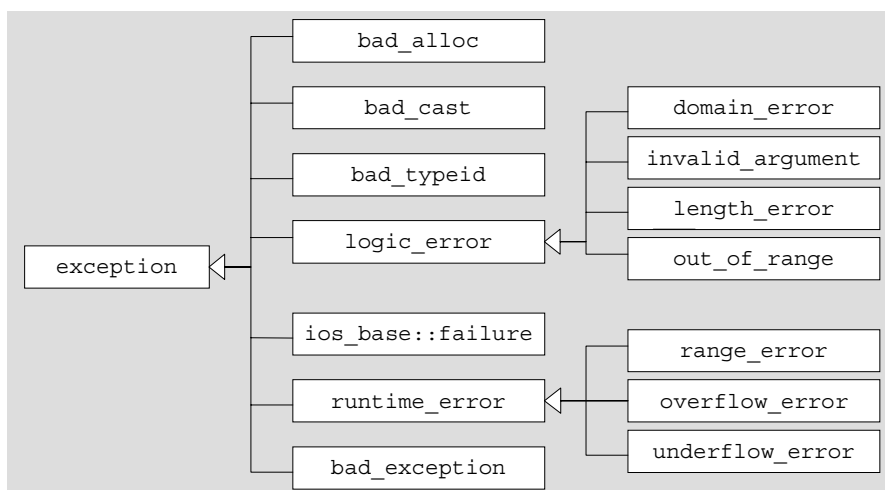 exception
bad_alloc
bad_cast
bad_typeid
logic_error
ios_base::failure
runtime_error
bad_exception
domain_error
invalid_argument
length_error
out_of_range
range_error
overflow_error
underflow_error